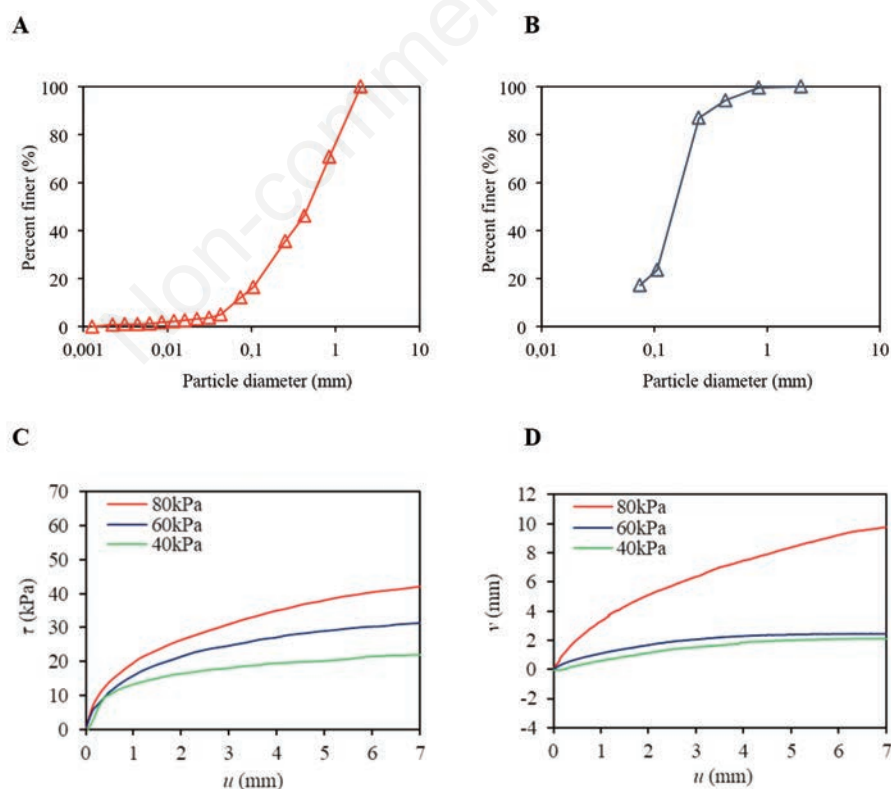 Non-commer
A
B
Percent finer (%)
100
80
60
40
20
0
0,001
0,01
0,1
1
10
Particle diameter (mm)
Percent finer (%)
100
80
60
40
20
0
0,01
0,1
1
10
Particle diameter (mm)
C
D
τ (kPa)
70
60
50
40
30
20
10
0
80kPa
60kPa
40kPa
0
1
2
3
4
5
6
7
u (mm)
v (mm)
12
10
8
6
4
2
0
-2
-4
80kPa
60kPa
40kPa
0
1
2
3
4
5
6
7
u (mm)